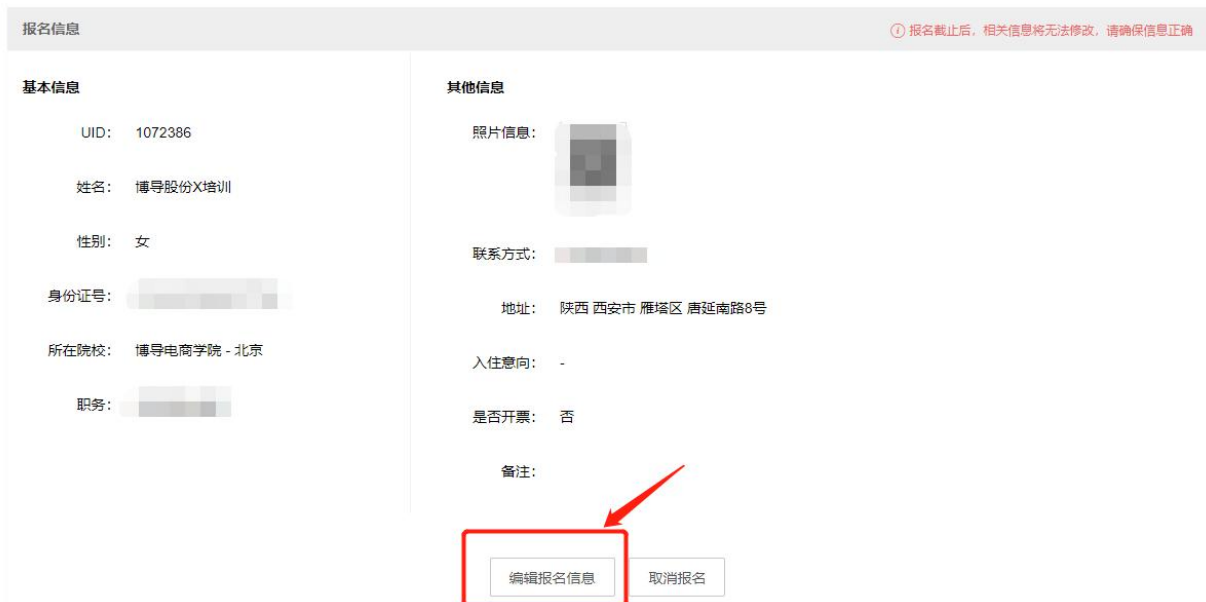 报名信息
报名截止后，相关信息将无法修改，请确保信息正确
基本信息
UID： 1072386
姓名： 博导股份X培训
性别： 女
身份证号：
所在院校： 博导电商学院 - 北京
职务：
其他信息
照片信息：
联系方式：
地址： 陕西 西安市 雁塔区 唐延南路8号
入住意向： -
是否开票： 否
备注：
编辑报名信息 取消报名